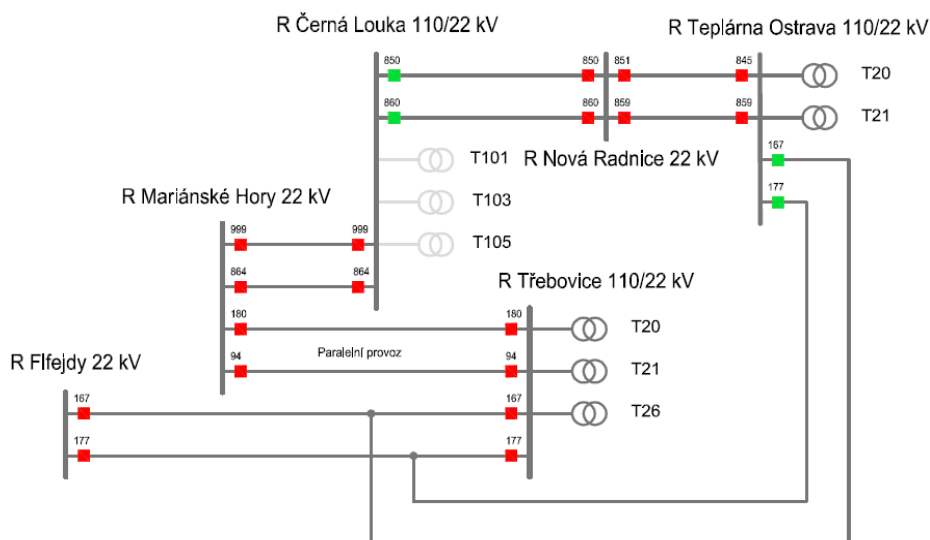 R Černá Louka 110/22 kV
R Teplárna Ostrava 110/22 kV
850
850
851
845
T20
860
860
859
859
T21
167
T101
R Nová Radnice 22 kV
177
R Mariánské Hory 22 kV
T103
999
999
T105
864
864
R Třebovice 110/22 kV
180
180
T20
Paralelní provoz
R Flfejdy 22 kV
94
94
T21
167
167
T26
177
177